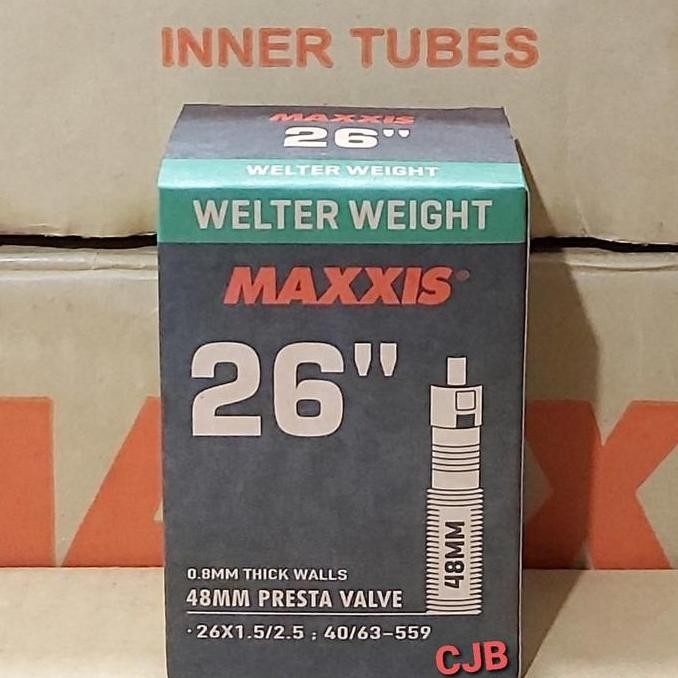 INNER TUBES
MAXXIS
26"
WELTER WEIGHT
WELTER WEIGHT
MAXXIS®
26"
48MM
0.8MM THICK WALLS
48MM PRESTA VALVE
·26X1.5/2.5 ; 40/63-559
CJB